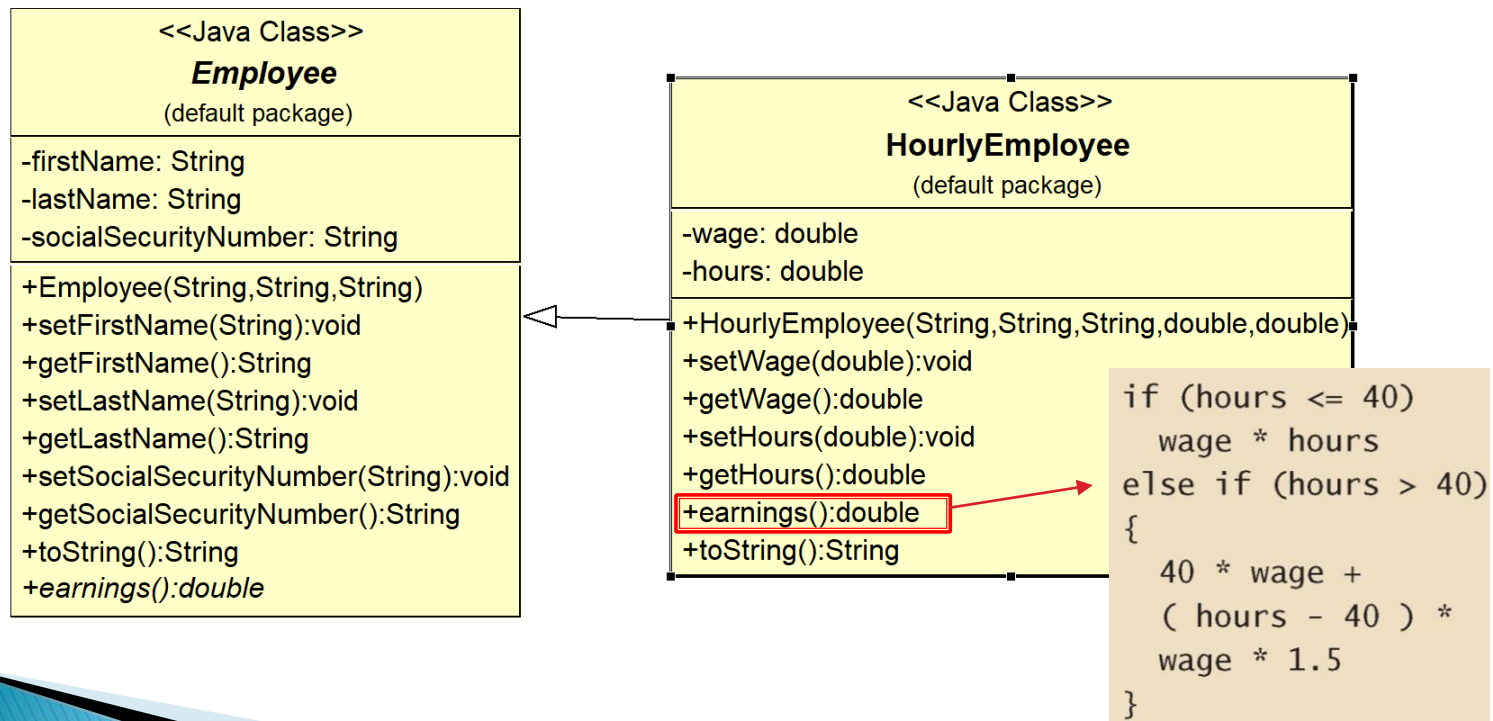 <<Java Class>>
Employee
(default package)
-firstName: String
-lastName: String
-socialSecurityNumber: String
+Employee(String,String,String)
+setFirstName(String):void
+getFirstName():String
+setLastName(String):void
+getLastName():String
+setSocialSecurityNumber(String):void
+getSocialSecurityNumber():String
+toString():String
+earnings():double
<<Java Class>>
HourlyEmployee
(default package)
-wage: double
-hours: double
+HourlyEmployee(String,String,String,double,double)
+setWage(double):void
+getWage():double
+setHours(double):void
+getHours():double
+earnings():double
+toString():String
if (hours <= 40)
wage * hours
else if (hours > 40)
{
40 * wage +
( hours - 40 ) *
wage * 1.5
}